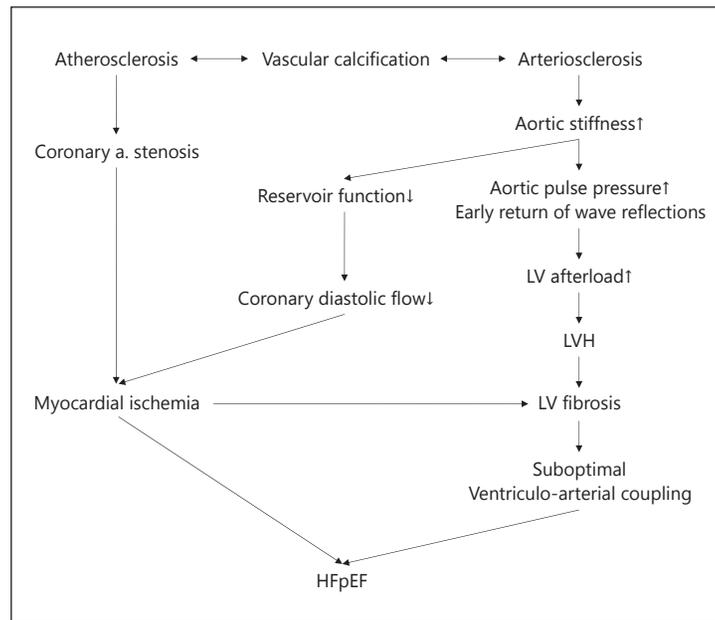 Atherosclerosis
Vascular calcification
Arteriosclerosis
Aortic stiffness↑
Coronary a. stenosis
Reservoir function↓
Aortic pulse pressure↑
Early return of wave reflections
LV afterload↑
Coronary diastolic flow↓
LVH
Myocardial ischemia
LV fibrosis
Suboptimal
Ventriculo-arterial coupling
HFpEF